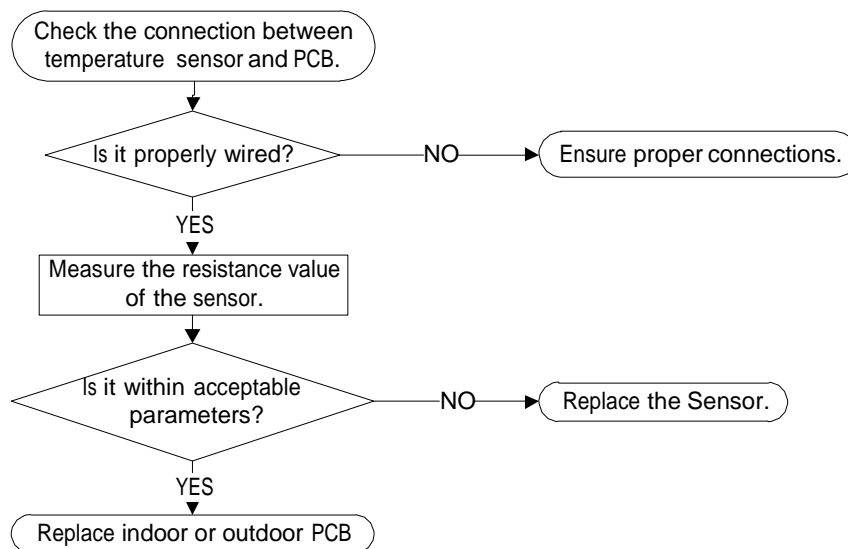 Check the connection between
temperature sensor and PCB.
Is it properly wired?
NO
Ensure proper connections.
YES
Measure the resistance value
of the sensor.
Is it within acceptable
parameters?
NO
Replace the Sensor.
YES
Replace indoor or outdoor PCB